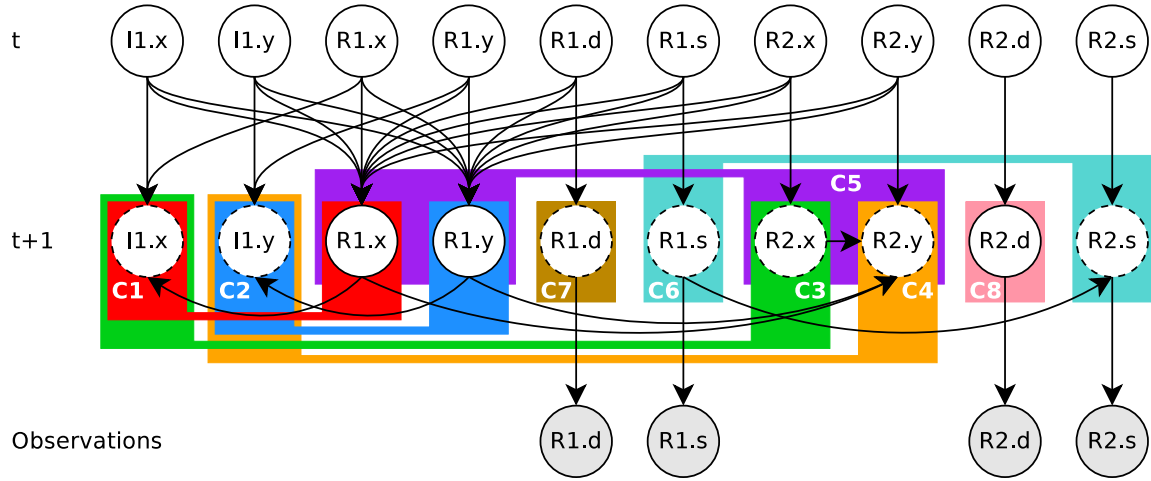 t I1.x I1.y R1.x R1.y R1.d R1.s R2.x R2.y R2.d R2.s
C5
t+1 I1.x I1.y R1.x R1.y R1.d R1.s R2.x R2.y R2.d R2.s
C1 C2 C7 C6 C3 C4 C8
Observations R1.d R1.s R2.d R2.s